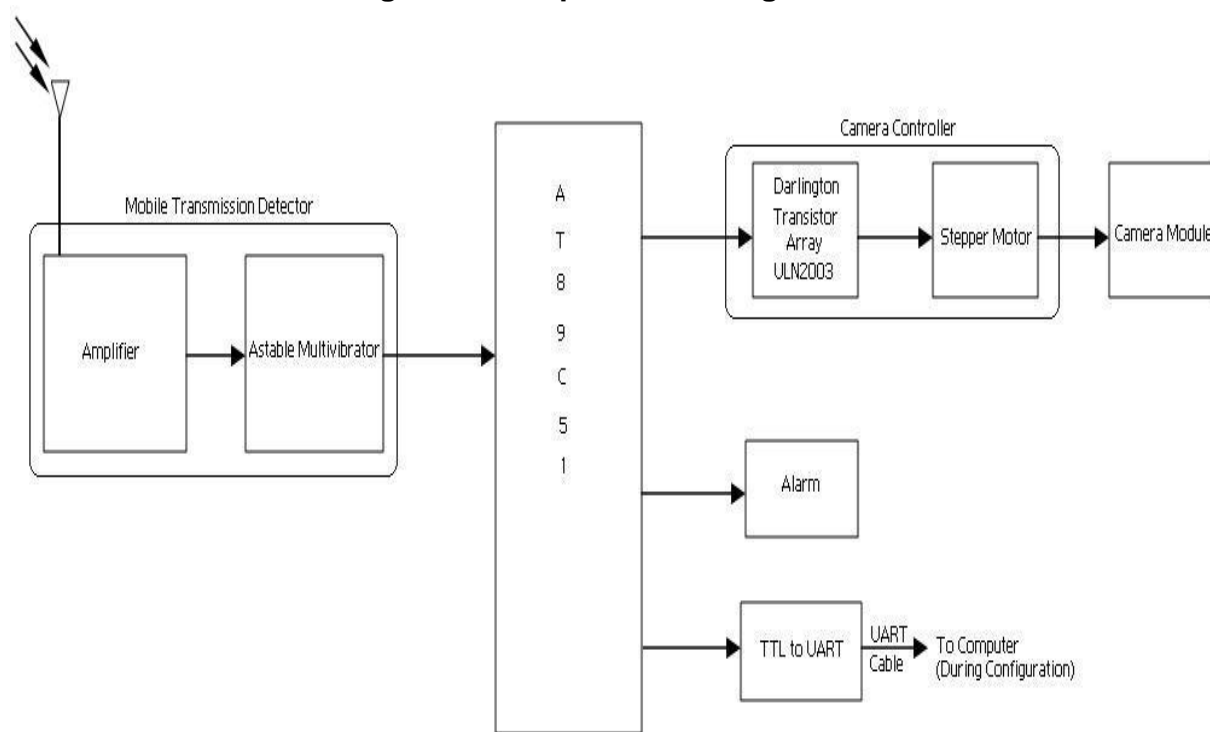 Camera Controller
Mobile Transmission Detector
Amplifier
Astable Multivibrator
A
T
8
9
C
5
1
Darlington
Transistor
Array
ULN2003
Stepper Motor
Camera Module
Alarm
TTL to UART
UART
Cable
To Computer
(During Configuration)